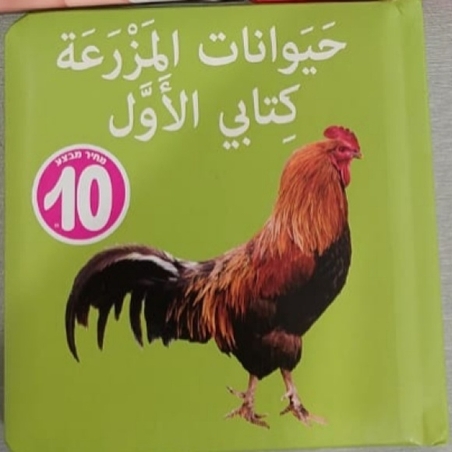 حَيَوانات المَزْرَعَة
كِتابي الأَوَّل
מחיר מבצע
10